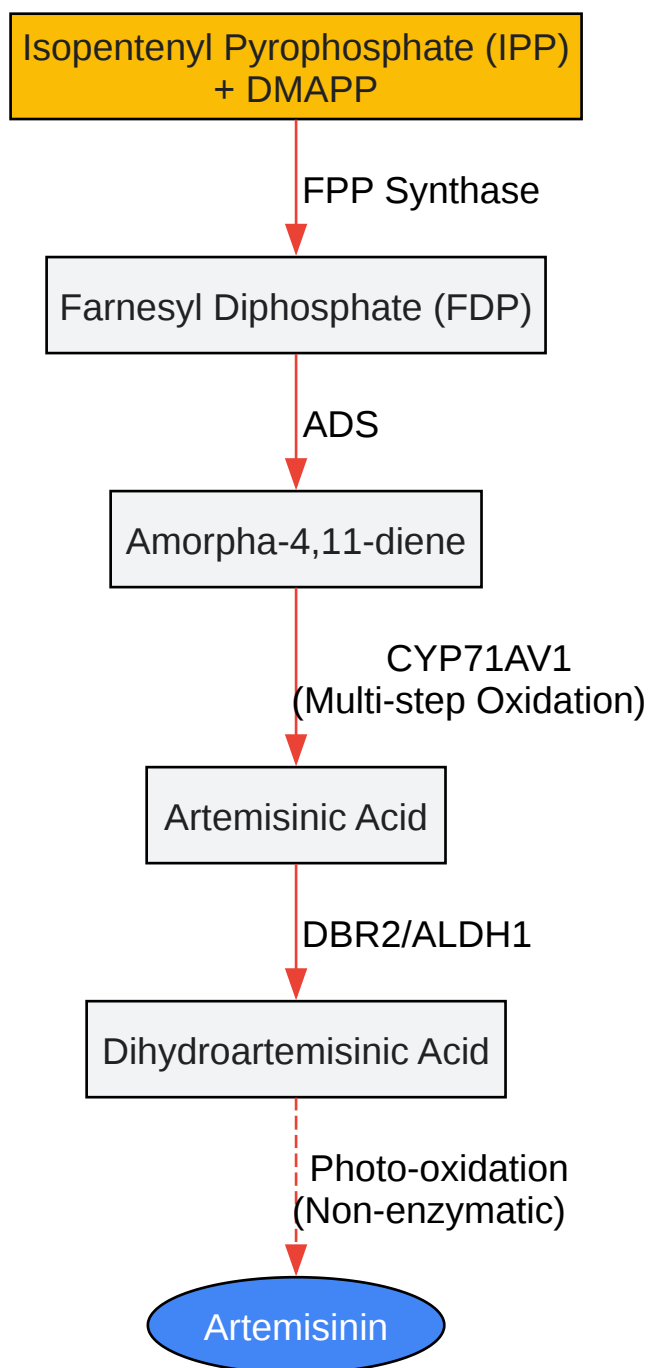 Isopentenyl Pyrophosphate (IPP)
+ DMAPP
FPP Synthase
Farnesyl Diphosphate (FDP)
ADS
Amorpha-4,11-diene
CYP71AV1
(Multi-step Oxidation)
Artemisinic Acid
DBR2/ALDH1
Dihydroartemisinic Acid
Photo-oxidation
(Non-enzymatic)
Artemisinin